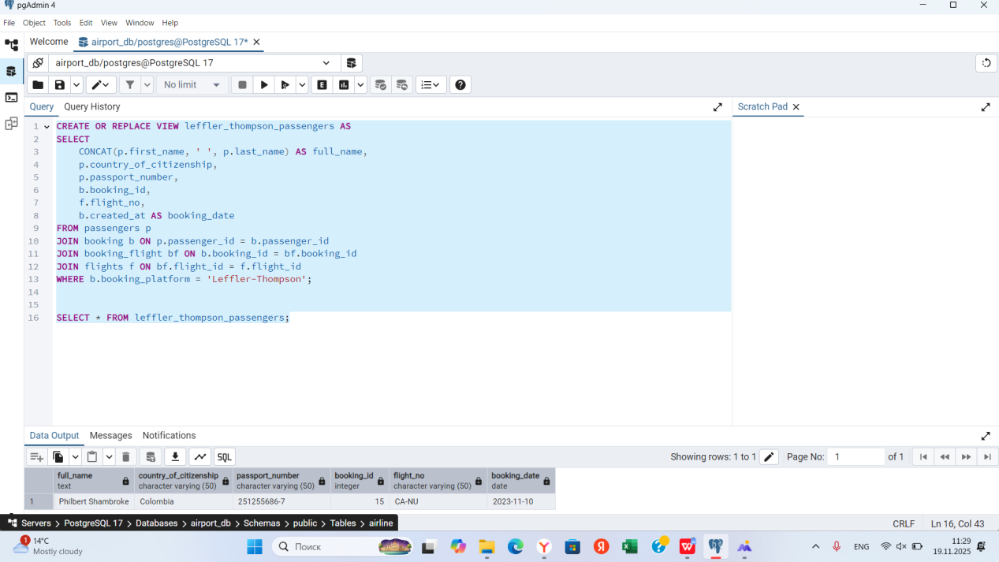 pgAdmin 4
File Object Tools Edit View Window Help
Welcome airport_db/postgres@PostgreSQL 17*
airport_db/postgres@PostgreSQL 17
No limit
E
Query Query History
Scratch Pad
1 CREATE OR REPLACE VIEW leffler_thompson_passengers AS
2 SELECT
3 CONCAT(p.first_name, ' ', p.last_name) AS full_name,
4 p.country_of_citizenship,
5 p.passport_number,
6 b.booking_id,
7 f.flight_no,
8 b.created_at AS booking_date
9 FROM passengers p
10 JOIN booking b ON p.passenger_id = b.passenger_id
11 JOIN booking_flight bf ON b.booking_id = bf.booking_id
12 JOIN flights f ON bf.flight_id = f.flight_id
13 WHERE b.booking_platform = 'Leffler-Thompson';
14
15
16 SELECT * FROM leffler_thompson_passengers;
Data Output Messages Notifications
SQL
Showing rows: 1 to 1 Page No: 1 of 1
full_name country_of_citizenship passport_number booking_id flight_no booking_date
text character varying (50) character varying (50) integer character varying (50) date
1 Philbert Shambroke Colombia 251255686-7 15 CA-NU 2023-11-10
Servers > PostgreSQL 17 > Databases > airport_db > Schemas > public > Tables > airline
CRLF Ln 16, Col 43
1
14°C
Mostly cloudy
Поиск
ENG
11:29
19.11.2025